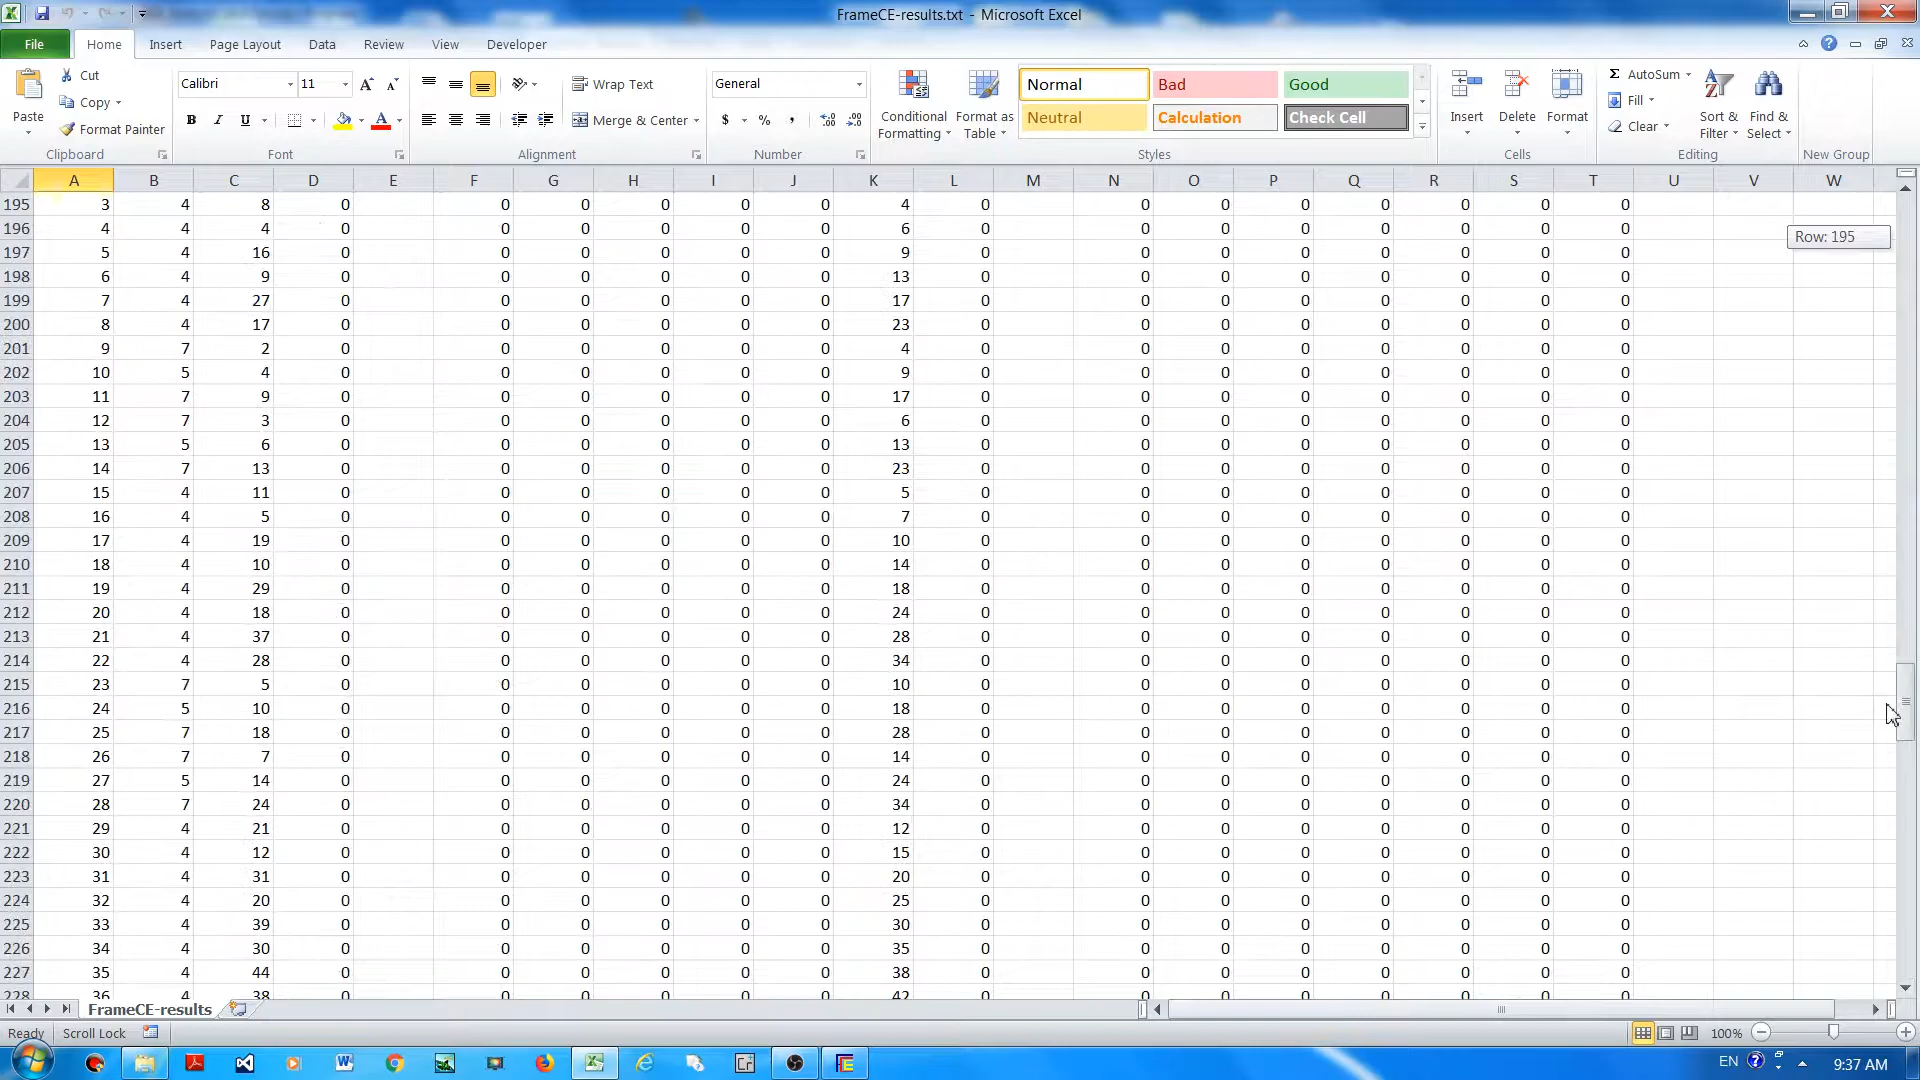 FrameCE-results.txt - Microsoft Excel
File Home Insert Page Layout Data Review View Developer
Cut
Copy
Format Painter
Paste
Clipboard
Calibri 11
B I U
Font
Wrap Text
Merge & Center
Alignment
General
$ % ,
Number
Conditional Formatting
Format as Table
Normal Bad Good
Neutral Calculation Check Cell
Styles
Insert Delete Format
Cells
AutoSum
Fill
Clear
Sort & Filter
Find & Select
Editing
New Group
A B C D E F G H I J K L M N O P Q R S T U V W
195 3 4 8 0 0 0 0 0 0 4 0 0 0 0 0 0 0 0
Row: 195
196 4 4 4 0 0 0 0 0 0 6 0 0 0 0 0 0 0 0
197 5 4 16 0 0 0 0 0 0 9 0 0 0 0 0 0 0 0
198 6 4 9 0 0 0 0 0 0 13 0 0 0 0 0 0 0 0
199 7 4 27 0 0 0 0 0 0 17 0 0 0 0 0 0 0 0
200 8 4 17 0 0 0 0 0 0 23 0 0 0 0 0 0 0 0
201 9 7 2 0 0 0 0 0 0 4 0 0 0 0 0 0 0 0
202 10 5 4 0 0 0 0 0 0 9 0 0 0 0 0 0 0 0
203 11 7 9 0 0 0 0 0 0 17 0 0 0 0 0 0 0 0
204 12 7 3 0 0 0 0 0 0 6 0 0 0 0 0 0 0 0
205 13 5 6 0 0 0 0 0 0 13 0 0 0 0 0 0 0 0
206 14 7 13 0 0 0 0 0 0 23 0 0 0 0 0 0 0 0
207 15 4 11 0 0 0 0 0 0 5 0 0 0 0 0 0 0 0
208 16 4 5 0 0 0 0 0 0 7 0 0 0 0 0 0 0 0
209 17 4 19 0 0 0 0 0 0 10 0 0 0 0 0 0 0 0
210 18 4 10 0 0 0 0 0 0 14 0 0 0 0 0 0 0 0
211 19 4 29 0 0 0 0 0 0 18 0 0 0 0 0 0 0 0
212 20 4 18 0 0 0 0 0 0 24 0 0 0 0 0 0 0 0
213 21 4 37 0 0 0 0 0 0 28 0 0 0 0 0 0 0 0
214 22 4 28 0 0 0 0 0 0 34 0 0 0 0 0 0 0 0
215 23 7 5 0 0 0 0 0 0 10 0 0 0 0 0 0 0 0
216 24 5 10 0 0 0 0 0 0 18 0 0 0 0 0 0 0 0
217 25 7 18 0 0 0 0 0 0 28 0 0 0 0 0 0 0 0
218 26 7 7 0 0 0 0 0 0 14 0 0 0 0 0 0 0 0
219 27 5 14 0 0 0 0 0 0 24 0 0 0 0 0 0 0 0
220 28 7 24 0 0 0 0 0 0 34 0 0 0 0 0 0 0 0
221 29 4 21 0 0 0 0 0 0 12 0 0 0 0 0 0 0 0
222 30 4 12 0 0 0 0 0 0 15 0 0 0 0 0 0 0 0
223 31 4 31 0 0 0 0 0 0 20 0 0 0 0 0 0 0 0
224 32 4 20 0 0 0 0 0 0 25 0 0 0 0 0 0 0 0
225 33 4 39 0 0 0 0 0 0 30 0 0 0 0 0 0 0 0
226 34 4 30 0 0 0 0 0 0 35 0 0 0 0 0 0 0 0
227 35 4 44 0 0 0 0 0 0 38 0 0 0 0 0 0 0 0
228 36 4 38 0 0 0 0 0 0 42 0 0 0 0 0 0 0 0
FrameCE-results
Ready Scroll Lock 100%
EN 9:37 AM